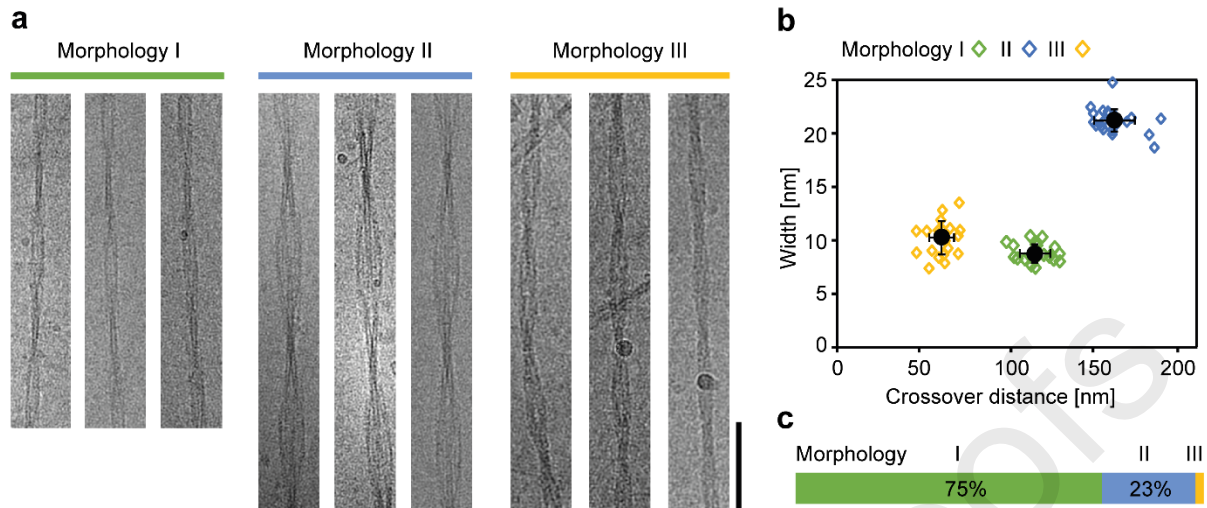 a
Morphology I
Morphology II
Morphology III
b
Morphology I II III
25
20
15
10
5
0
Width [nm]
0 50 100 150 200
Crossover distance [nm]
c
Morphology I II III
75% 23%
ofs